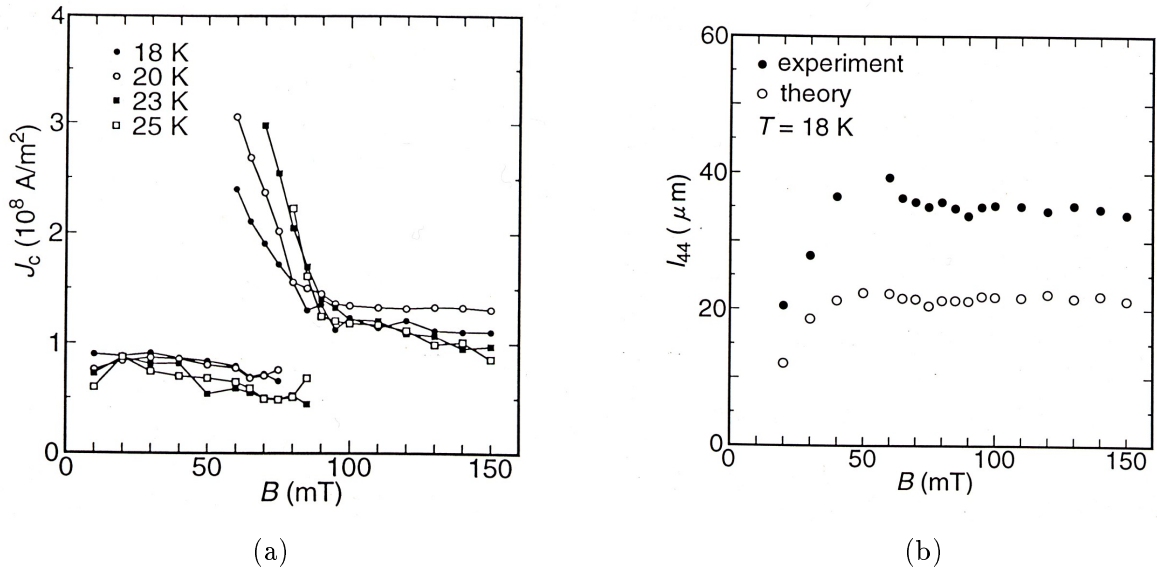 4
3
2
1
0
0 50 100 150
J_c (10^8 A/m^2)
B (mT)
18 K
20 K
23 K
25 K
(a)
60
40
20
0
0 50 100 150
l_44 ( μm)
B (mT)
experiment
theory
T = 18 K
(b)